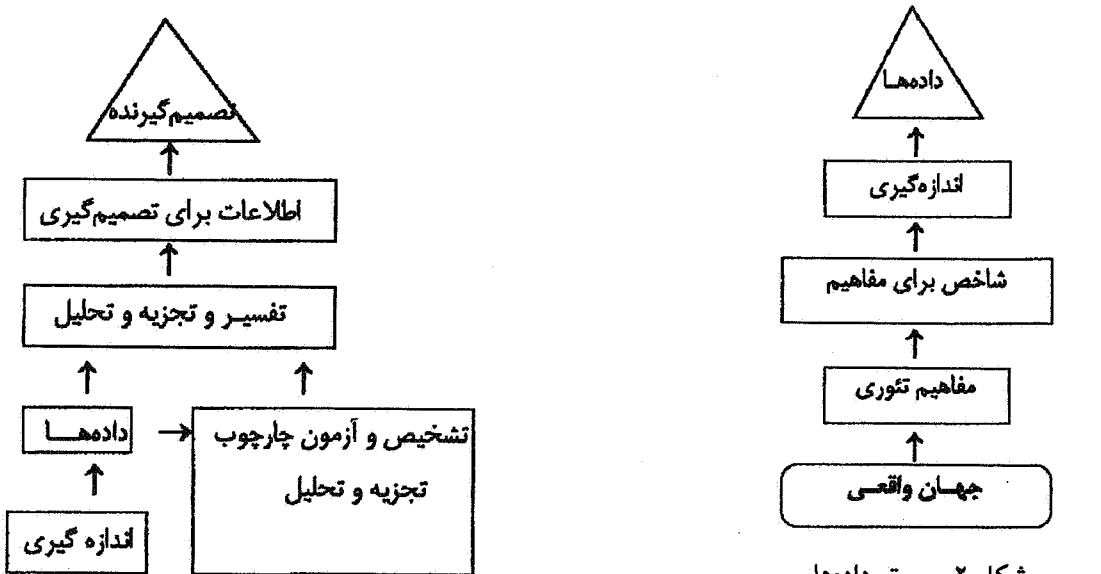 داده‌ها
اندازه‌گیری
شاخص برای مفاهیم
مفاهیم تئوری
جهان واقعی
تصمیم‌گیرنده
اطلاعات برای تصمیم‌گیری
تفسیر و تجزیه و تحلیل
داده‌ها
تشخیص و آزمون چارچوب
تجزیه و تحلیل
اندازه گیری